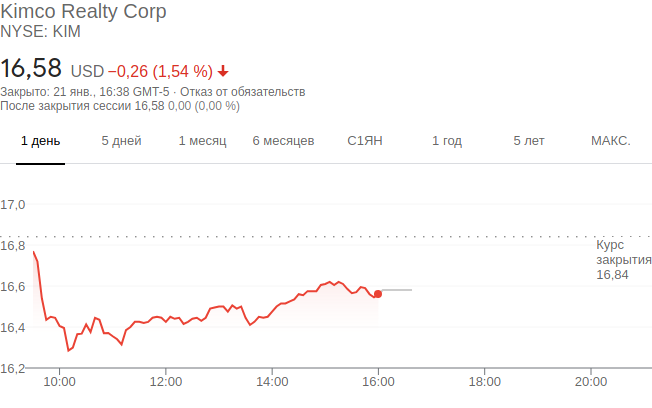 Kimco Realty Corp
NYSE: KIM
16,58 USD −0,26 (1,54 %)
Закрыто: 21 янв., 16:38 GMT-5 · Отказ от обязательств
После закрытия сессии 16,58 0,00 (0,00 %)
1 день 5 дней 1 месяц 6 месяцев С1ЯН 1 год 5 лет МАКС.
17,0
16,8
Курс
закрытия
16,84
16,6
16,4
16,2
10:00 12:00 14:00 16:00 18:00 20:00